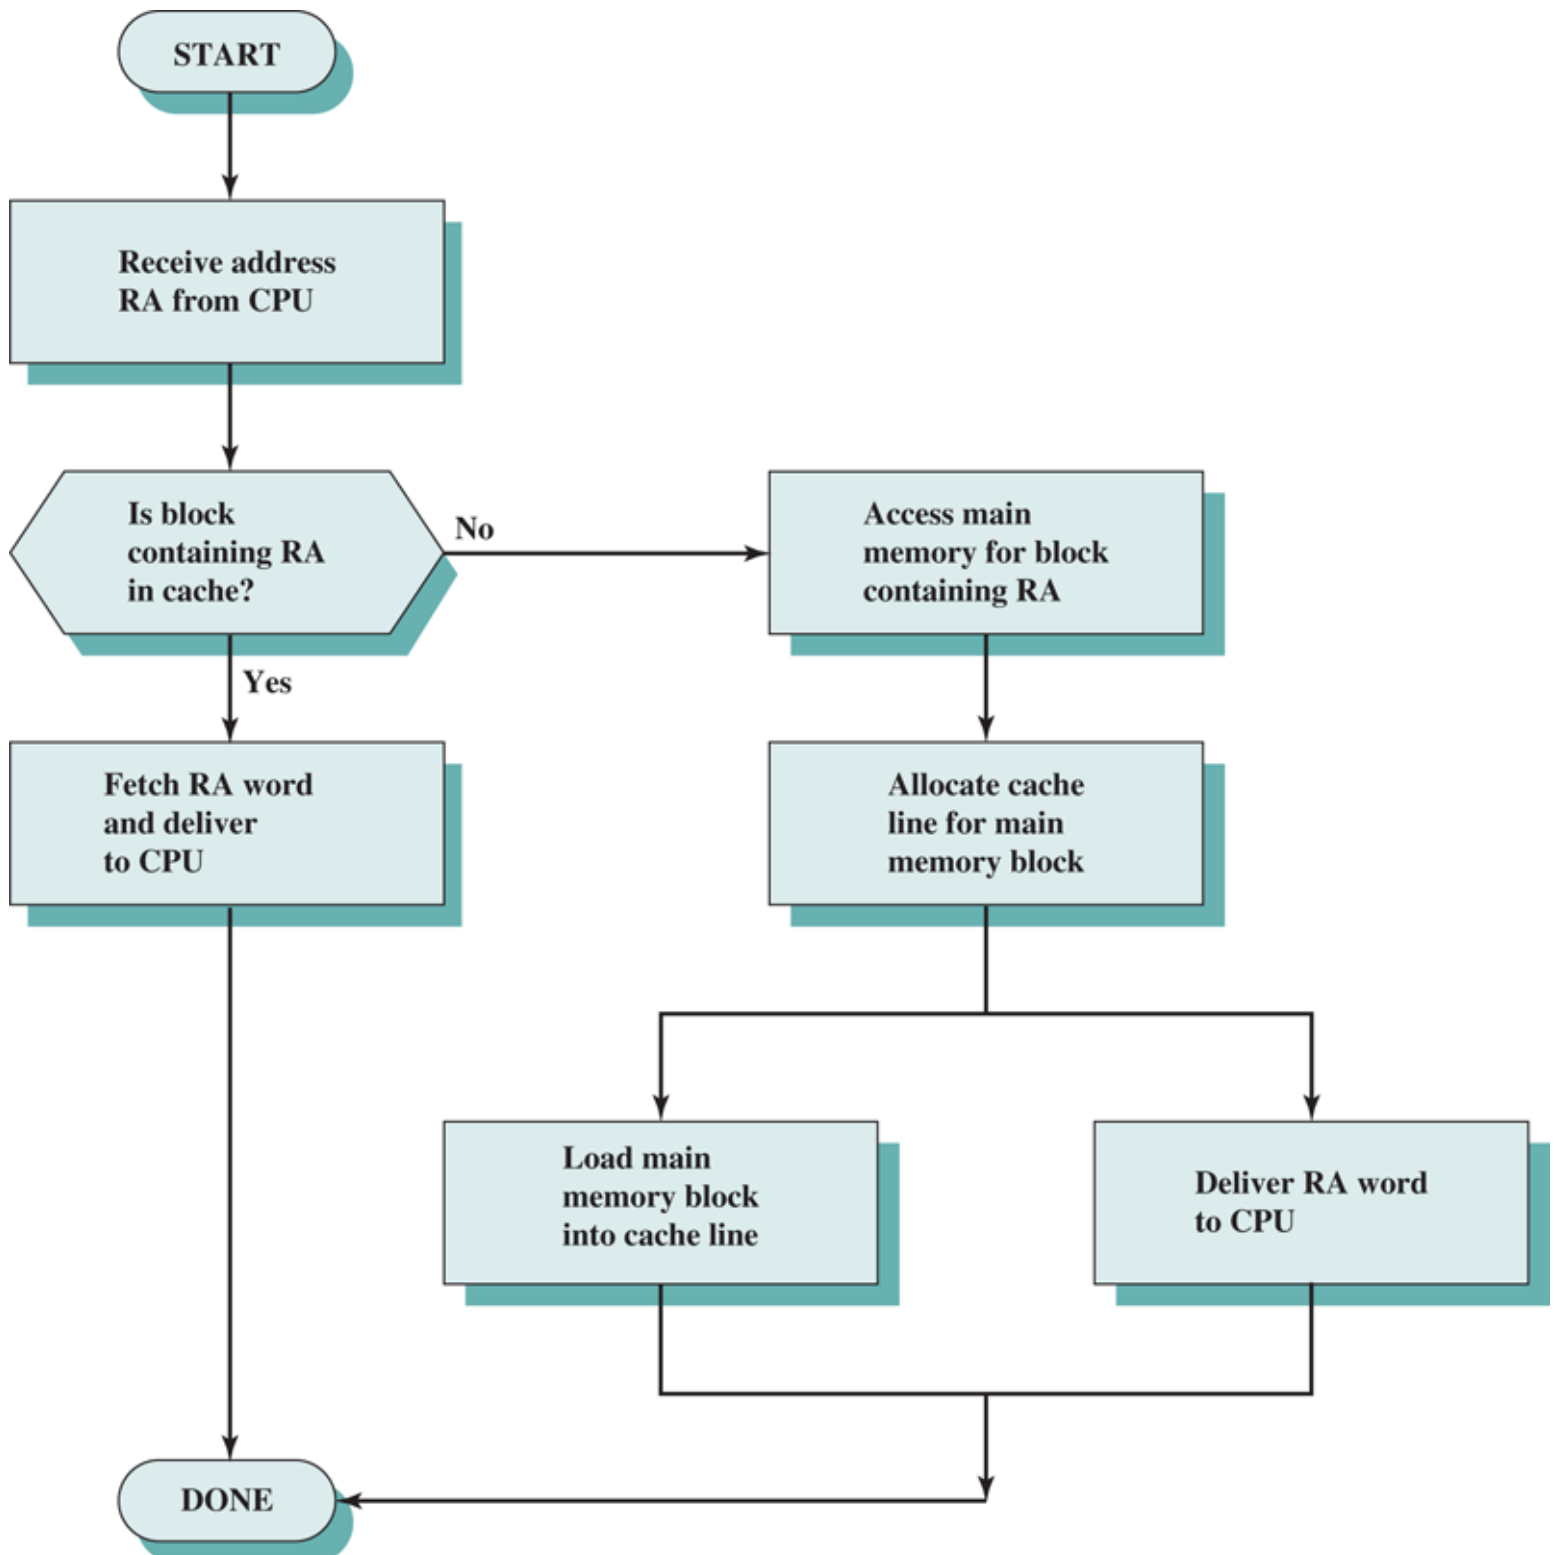 START
Receive address
RA from CPU
Is block
containing RA
in cache?
No
Access main
memory for block
containing RA
Yes
Fetch RA word
and deliver
to CPU
Allocate cache
line for main
memory block
Load main
memory block
into cache line
Deliver RA word
to CPU
DONE